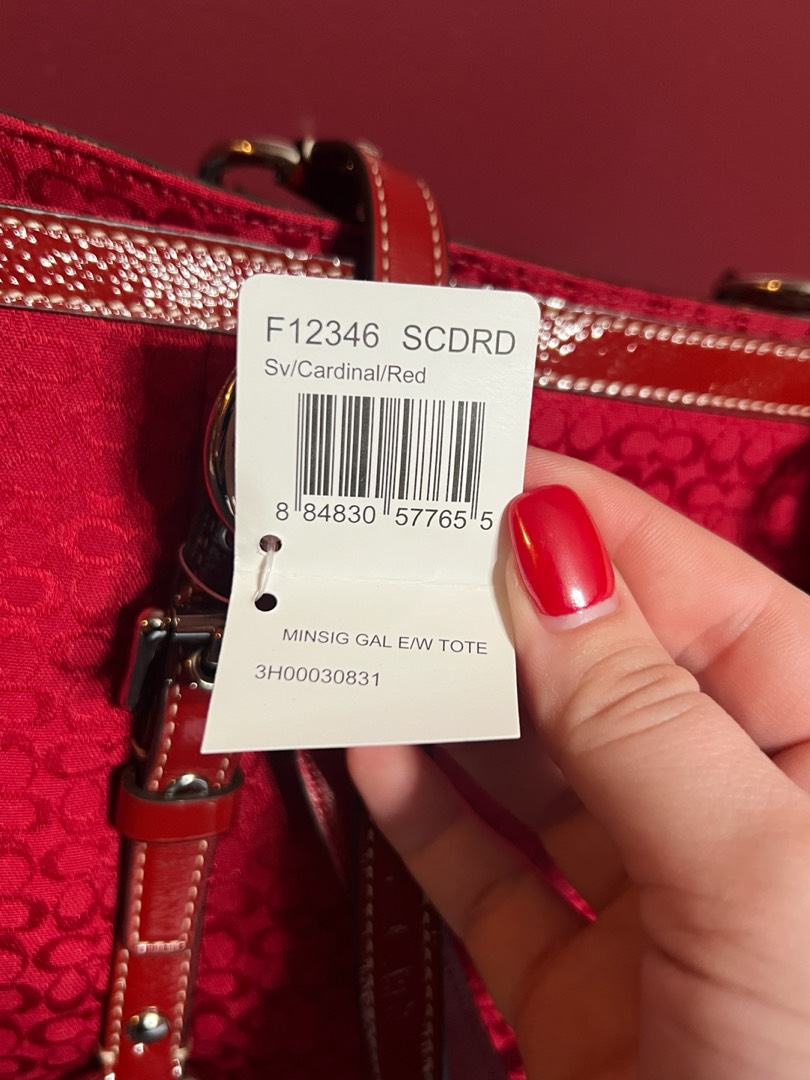 F12346 SCDRD
Sv/Cardinal/Red
8 84830 57765 5
MINSIG GAL E/W TOTE
3H00030831